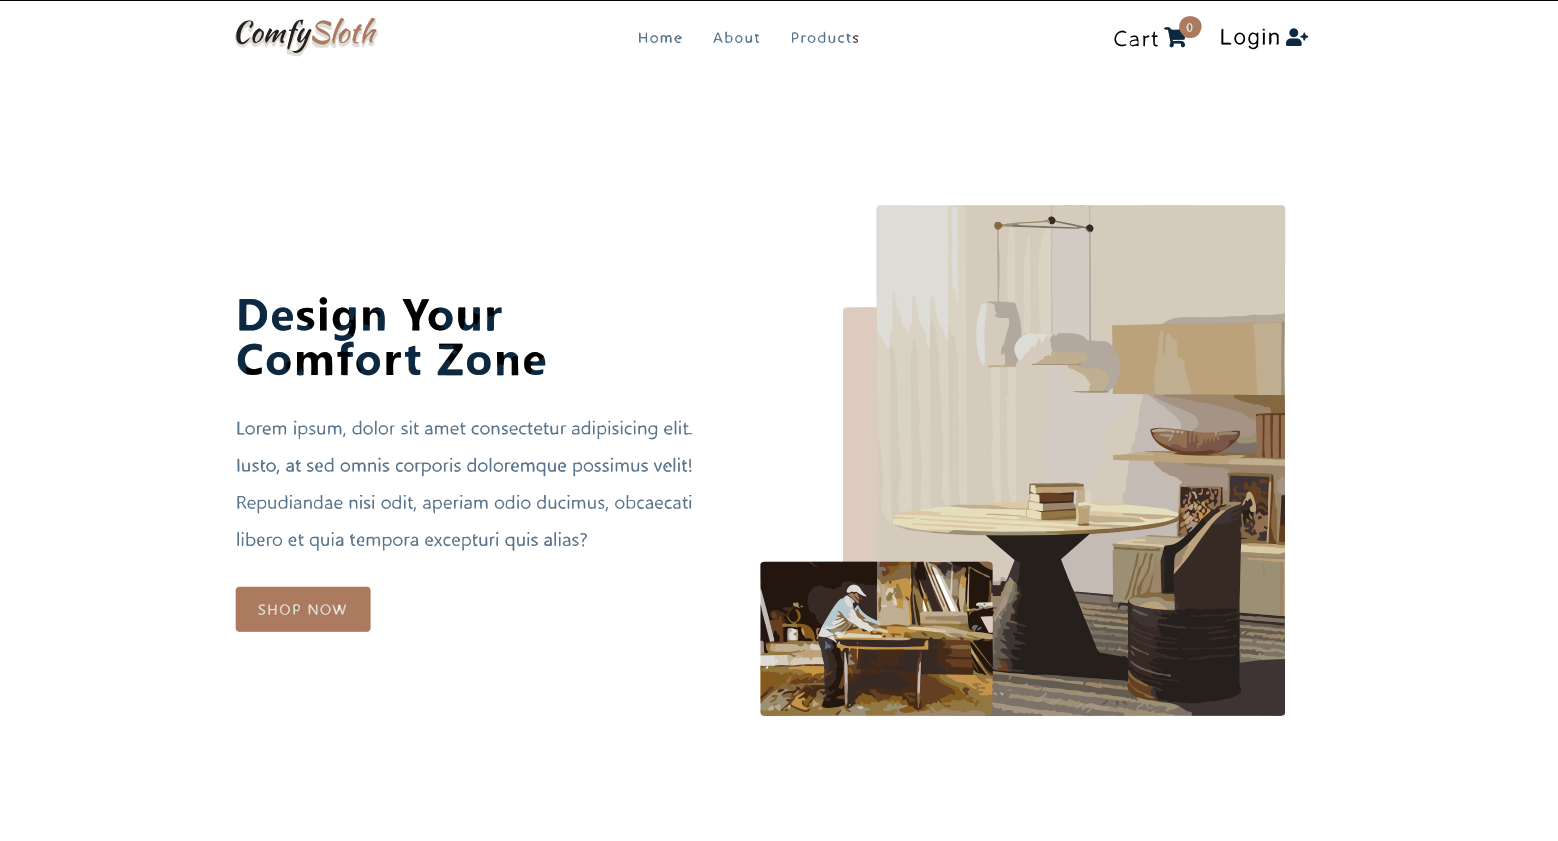 ComfySloth
Home About Products
Cart 0 Login
Design Your
Comfort Zone
Lorem ipsum, dolor sit amet consectetur adipisicing elit.
Iusto, at sed omnis corporis doloremque possimus velit!
Repudiandae nisi odit, aperiam odio ducimus, obcaecati
libero et quia tempora excepturi quis alias?
SHOP NOW